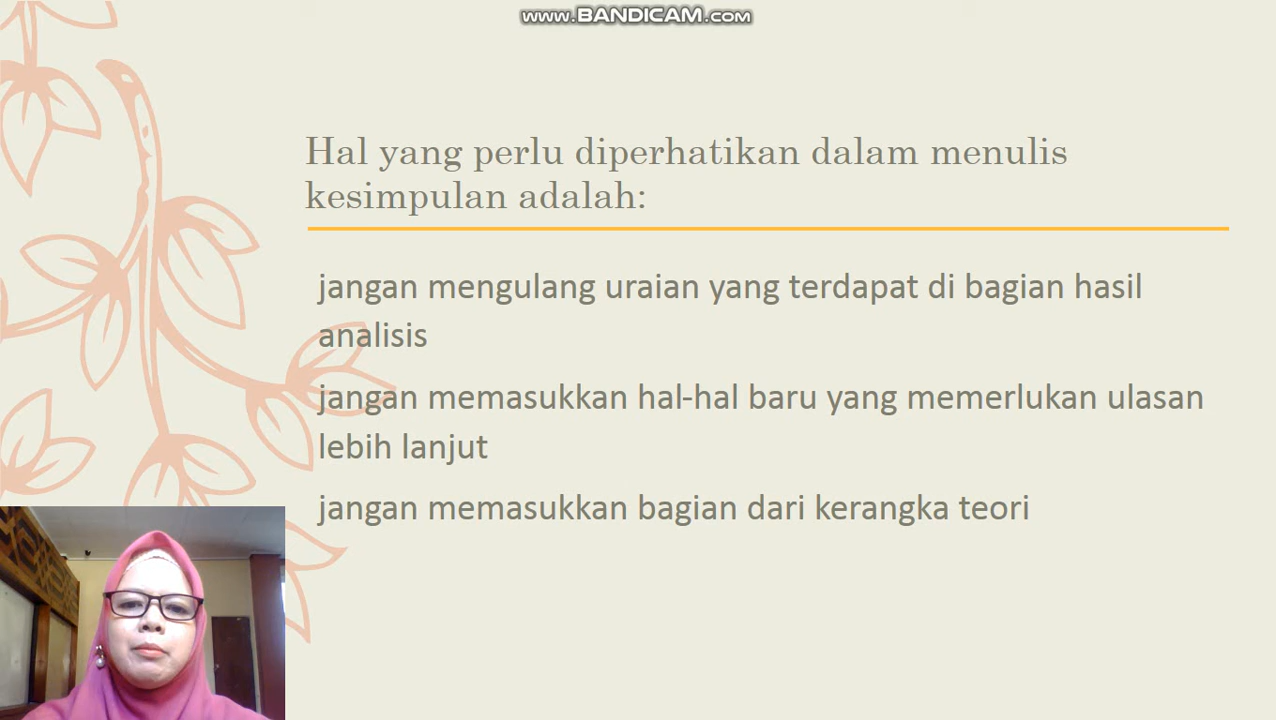 www.BANDICAM.com
Hal yang perlu diperhatikan dalam menulis
kesimpulan adalah:
jangan mengulang uraian yang terdapat di bagian hasil
analisis
jangan memasukkan hal-hal baru yang memerlukan ulasan
lebih lanjut
jangan memasukkan bagian dari kerangka teori